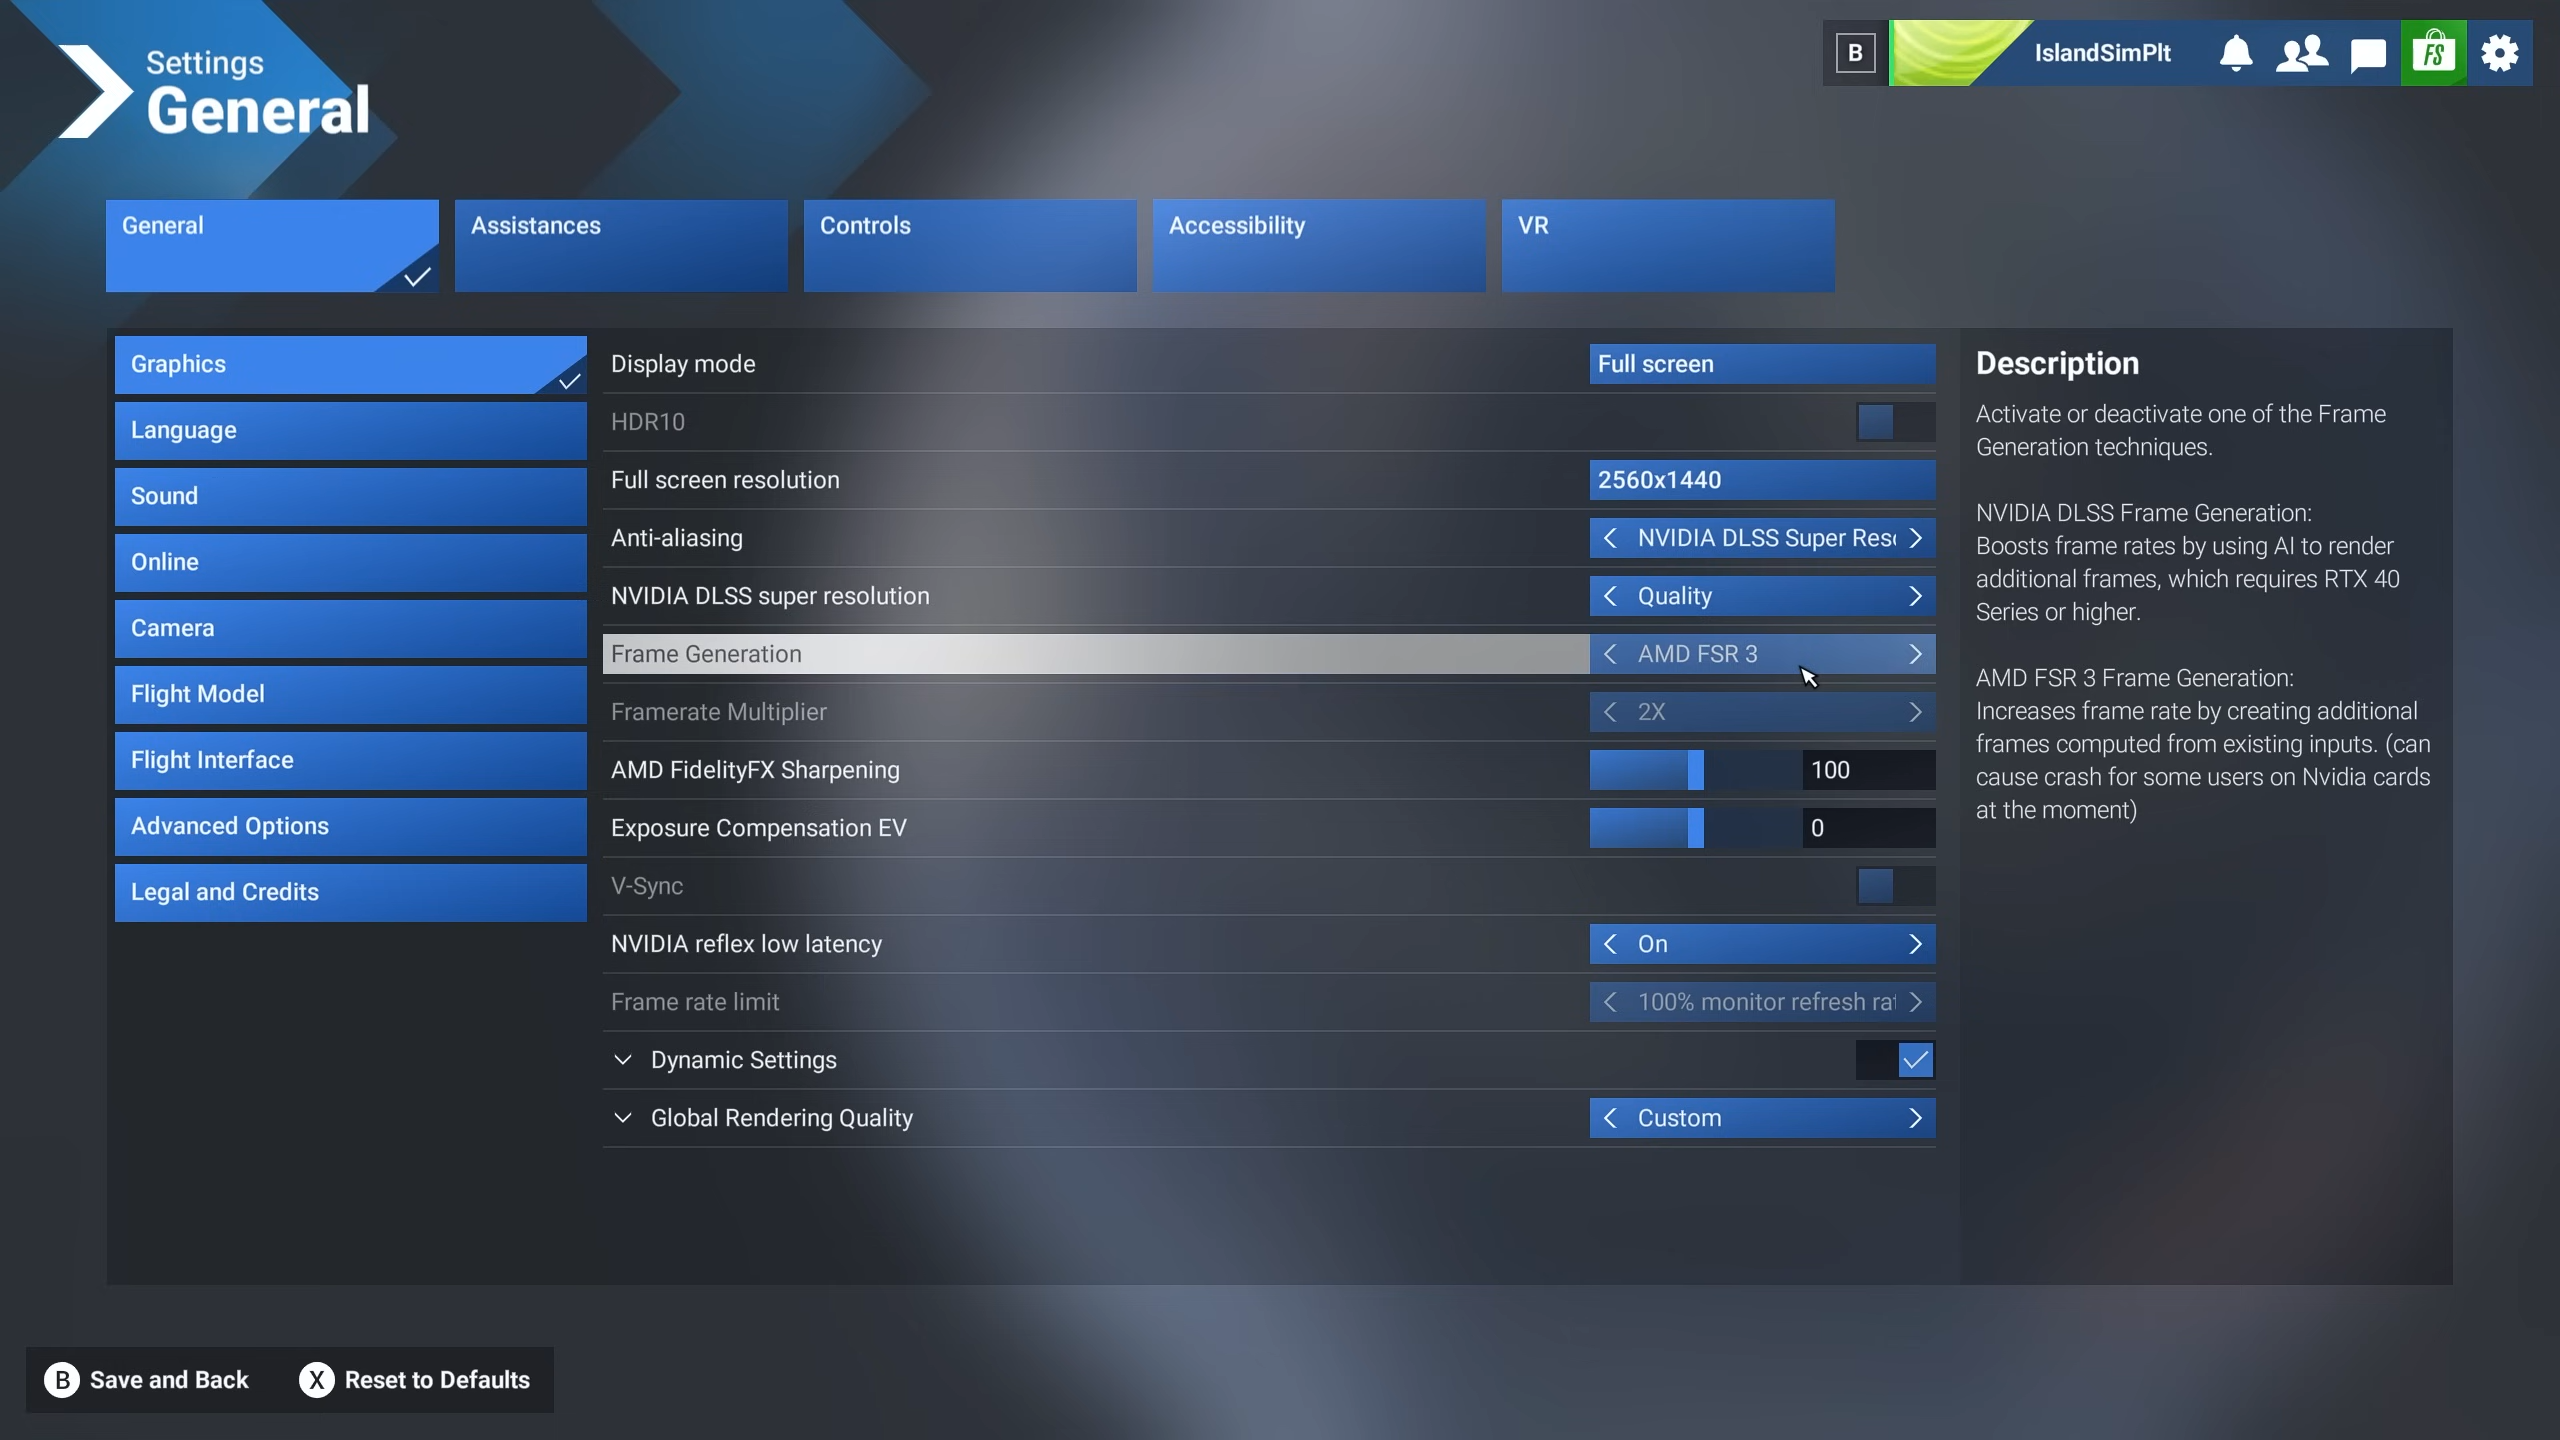 Settings
General
B
IslandSimPlt
FS
General
Assistances
Controls
Accessibility
VR
Graphics
Language
Sound
Online
Camera
Flight Model
Flight Interface
Advanced Options
Legal and Credits
Display mode
Full screen
HDR10
Full screen resolution
2560x1440
Anti-aliasing
NVIDIA DLSS Super Reso
NVIDIA DLSS super resolution
Quality
Frame Generation
AMD FSR 3
Framerate Multiplier
2X
AMD FidelityFX Sharpening
100
Exposure Compensation EV
0
V-Sync
NVIDIA reflex low latency
On
Frame rate limit
100% monitor refresh rat
Dynamic Settings
Global Rendering Quality
Custom
Description
Activate or deactivate one of the Frame
Generation techniques.
NVIDIA DLSS Frame Generation:
Boosts frame rates by using AI to render
additional frames, which requires RTX 40
Series or higher.
AMD FSR 3 Frame Generation:
Increases frame rate by creating additional
frames computed from existing inputs. (can
cause crash for some users on Nvidia cards
at the moment)
B Save and Back
X Reset to Defaults